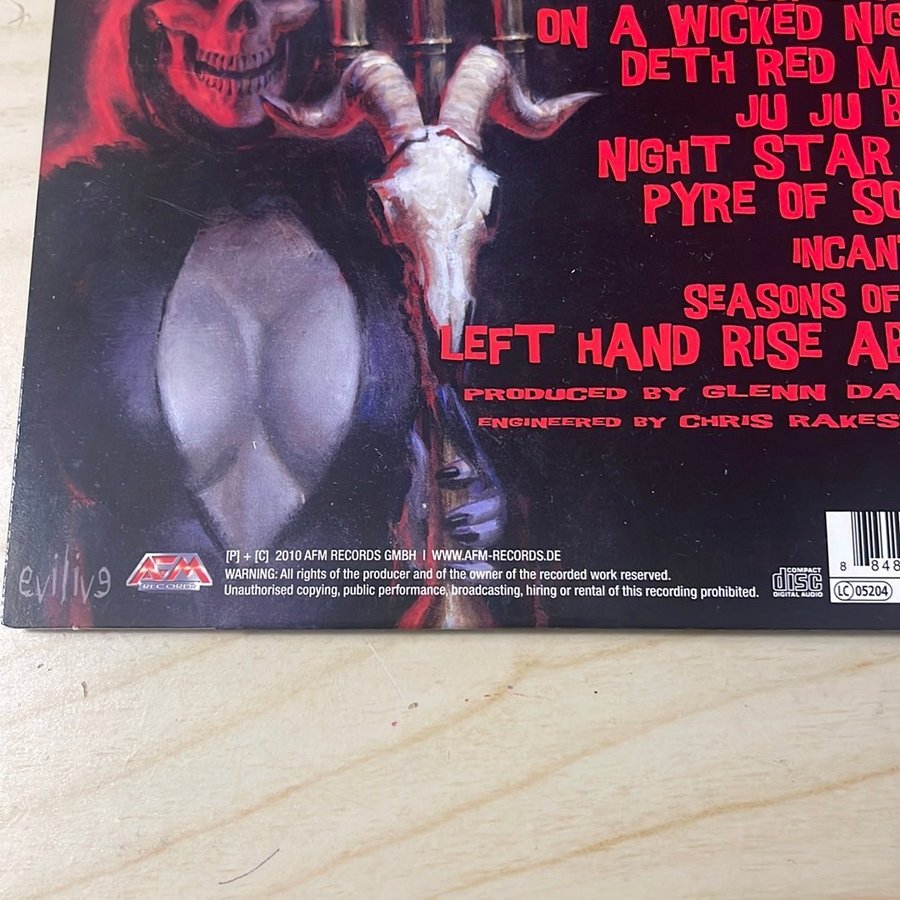 ON A WICKED NIG
DETH RED M
JU JU B
NIGHT STAR
PYRE OF SO
INCANT
SEASONS OF
LEFT HAND RISE AB
PRODUCED BY GLENN DA
ENGINEERED BY CHRIS RAKES
[P] + [C] 2010 AFM RECORDS GMBH | WWW.AFM-RECORDS.DE
WARNING: All rights of the producer and of the owner of the recorded work reserved.
Unauthorised copying, public performance, broadcasting, hiring or rental of this recording prohibited.
evilive
AFM
RECORDS
COMPACT
disc
DIGITAL AUDIO
8 848
LC 05204